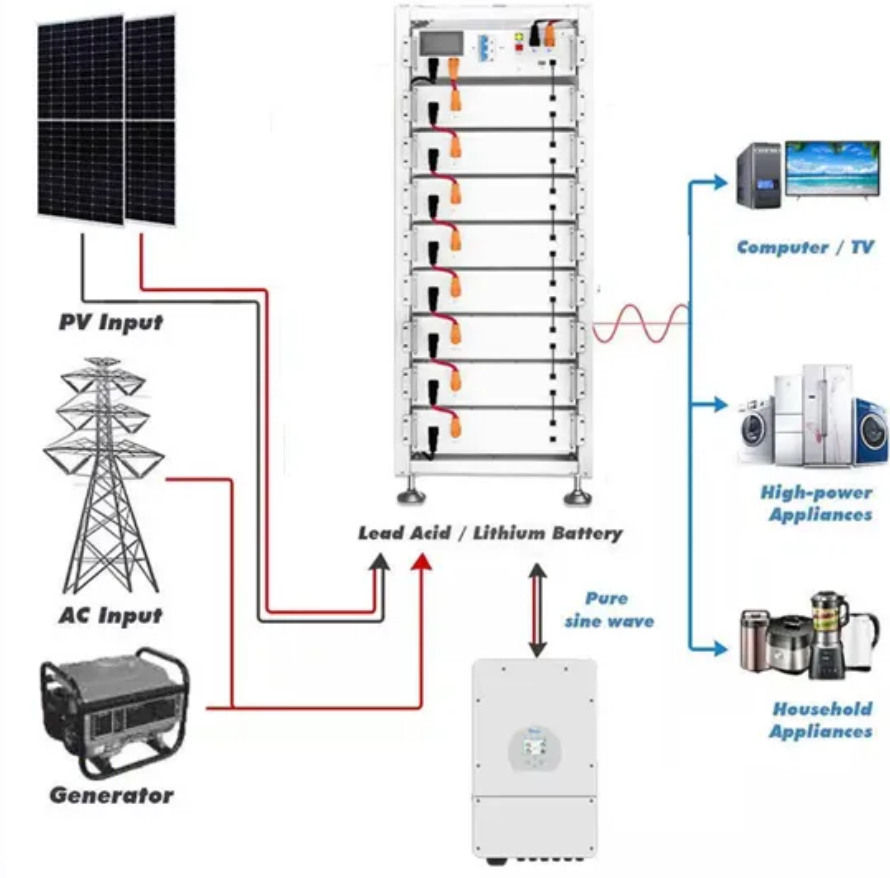 PV Input
AC Input
Generator
Lead Acid / Lithium Battery
Pure
sine wave
Computer / TV
High-power
Appliances
Household
Appliances